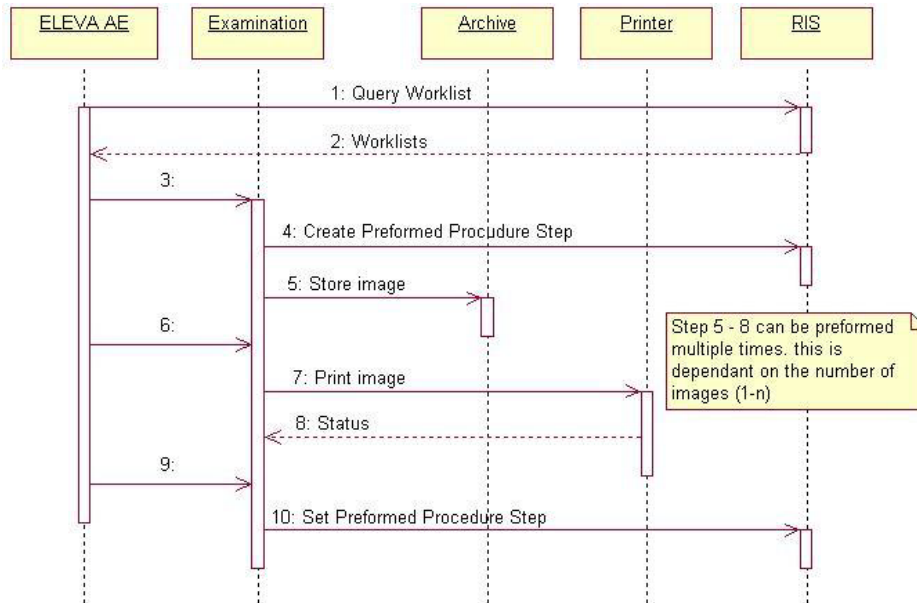 ELEVA AE
Examination
Archive
Printer
RIS
1: Query Worklist
2: Worklists
3:
4: Create Preformed Procudure Step
5: Store image
6:
Step 5 - 8 can be preformed
multiple times. this is
dependant on the number of
images (1-n)
7: Print image
8: Status
9:
10: Set Preformed Procedure Step